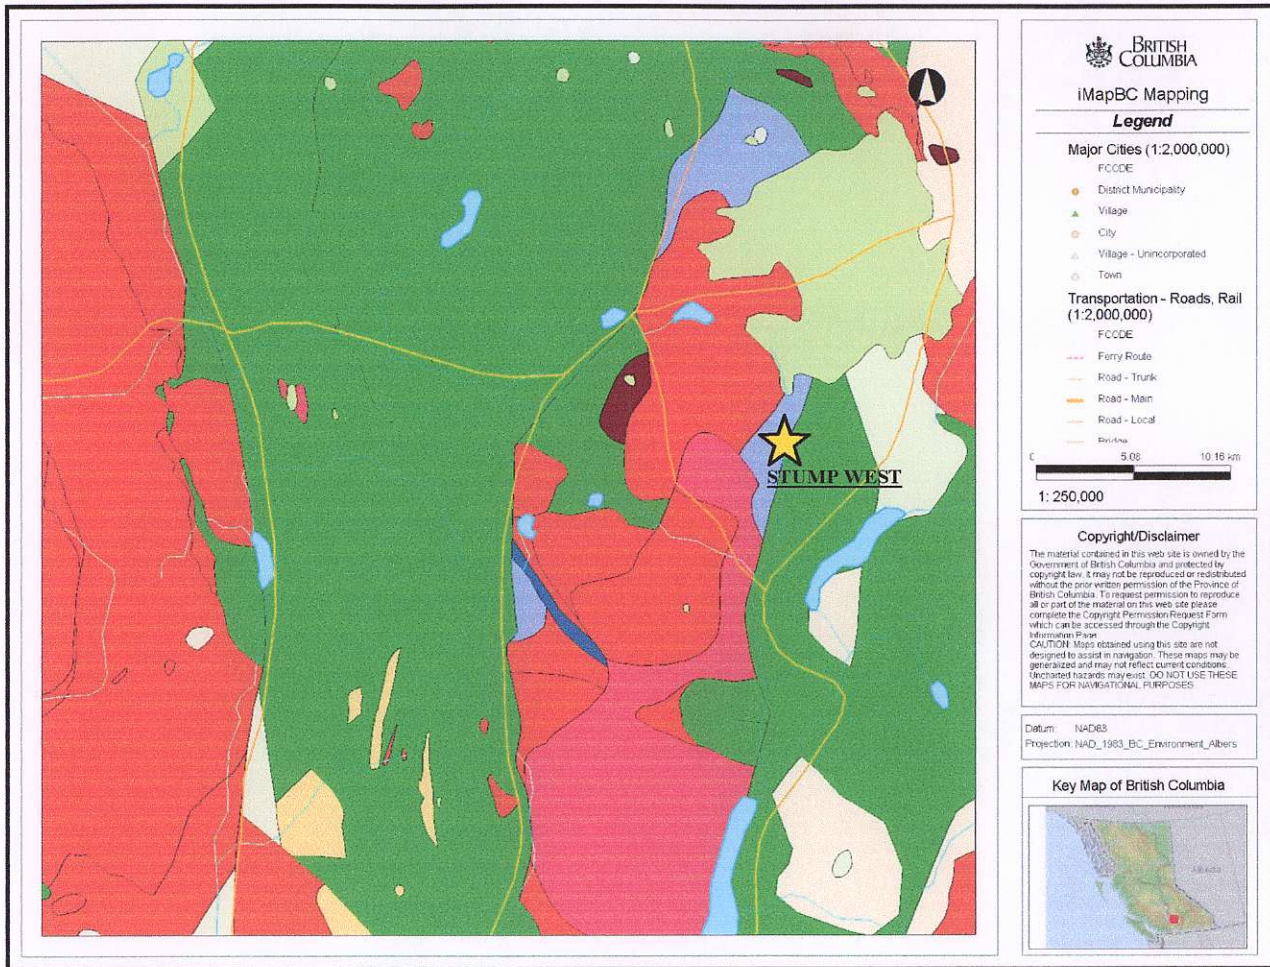 STUMP WEST
BRITISH
COLUMBIA
iMapBC Mapping
Legend
Major Cities (1:2,000,000)
FCCDE
District Municipality
Village
City
Village - Unincorporated
Town
Transportation - Roads, Rail
(1:2,000,000)
FCCDE
Ferry Route
Road - Trunk
Road - Main
Road - Local
Bridge
5.08 10.16 km
1: 250,000
Copyright/Disclaimer
The material contained in this web site is owned by the
Government of British Columbia and protected by
copyright law. It may not be reproduced or redistributed
without the prior written permission of the Province of
British Columbia. To request permission to reproduce
all or part of the material on this web site please
complete the Copyright Permission Request Form
which can be accessed through the Copyright
Information Page
CAUTION: Maps obtained using this site are not
designed to assist in navigation. These maps may be
generalized and may not reflect current conditions.
Uncharted hazards may exist. DO NOT USE THESE
MAPS FOR NAVIGATIONAL PURPOSES
Datum: NAD83
Projection: NAD_1983_BC_Environment_Albers
Key Map of British Columbia
Alberta